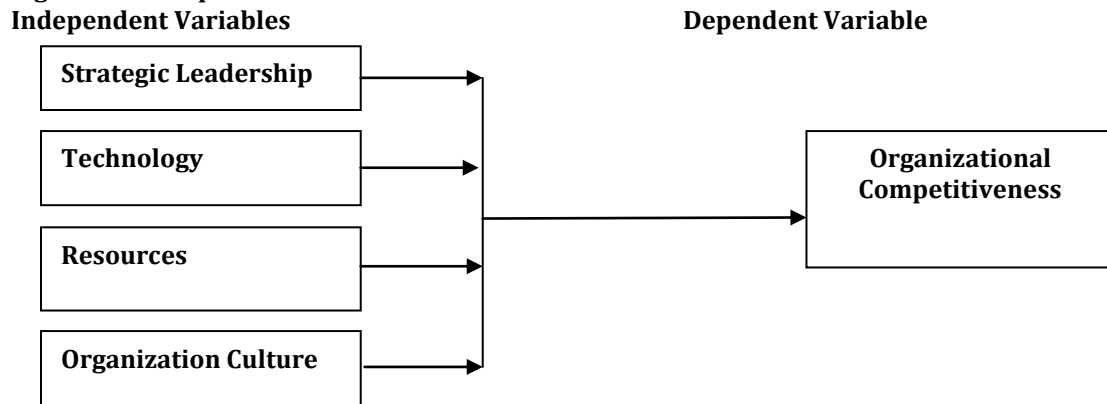 Independent Variables Dependent Variable
Strategic Leadership
Technology
Organizational
Competitiveness
Resources
Organization Culture